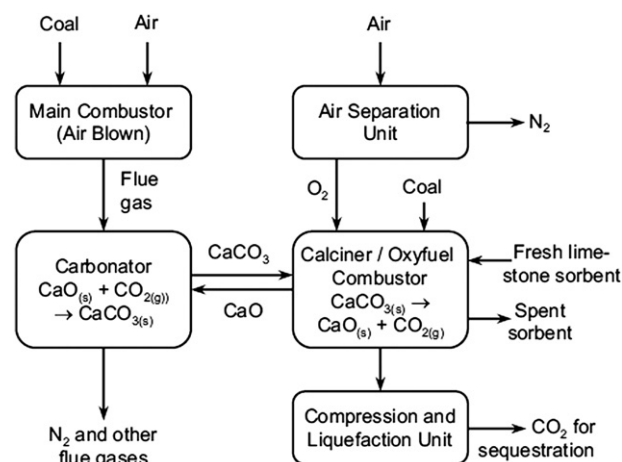 Coal
Air
Main Combustor
(Air Blown)
Flue
gas
Carbonator
CaO(s) + CO2(g))
→ CaCO3(s)
N2 and other
flue gases
CaCO3
CaO
Air
Air Separation
Unit
N2
O2
Coal
Calciner / Oxyfuel
Combustor
CaCO3(s) →
CaO(s) + CO2(g)
Fresh lime-
stone sorbent
Spent
sorbent
Compression and
Liquefaction Unit
CO2 for
sequestration